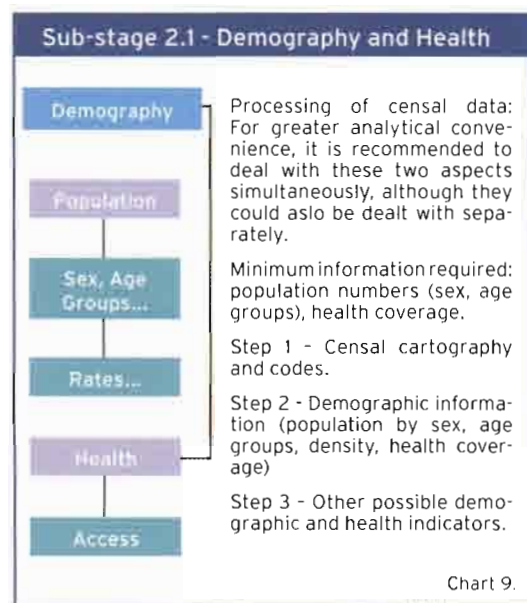 Sub-stage 2.1 - Demography and Health
Demography
Population
Sex, Age
Groups...
Rates...
Health
Access
Processing of censal data:
For greater analytical conve-
nience, it is recommended to
deal with these two aspects
simultaneously, although they
could aslo be dealt with sepa-
rately.
Minimum information required:
population numbers (sex, age
groups), health coverage.
Step 1 - Censal cartography
and codes.
Step 2 - Demographic informa-
tion (population by sex, age
groups, density, health cover-
age)
Step 3 - Other possible demo-
graphic and health indicators.
Chart 9.